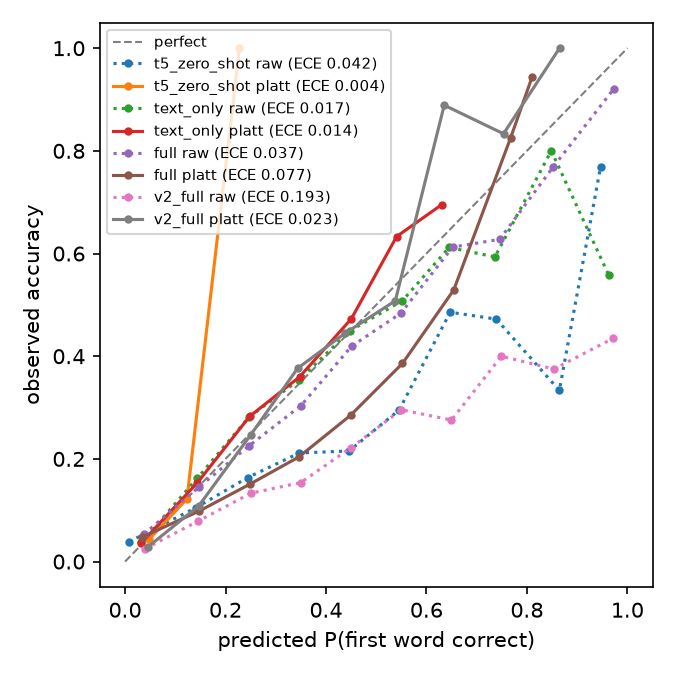 perfect
t5_zero_shot raw (ECE 0.042)
t5_zero_shot platt (ECE 0.004)
text_only raw (ECE 0.017)
text_only platt (ECE 0.014)
full raw (ECE 0.037)
full platt (ECE 0.077)
v2_full raw (ECE 0.193)
v2_full platt (ECE 0.023)
observed accuracy
1.0
0.8
0.6
0.4
0.2
0.0
0.0 0.2 0.4 0.6 0.8 1.0
predicted P(first word correct)